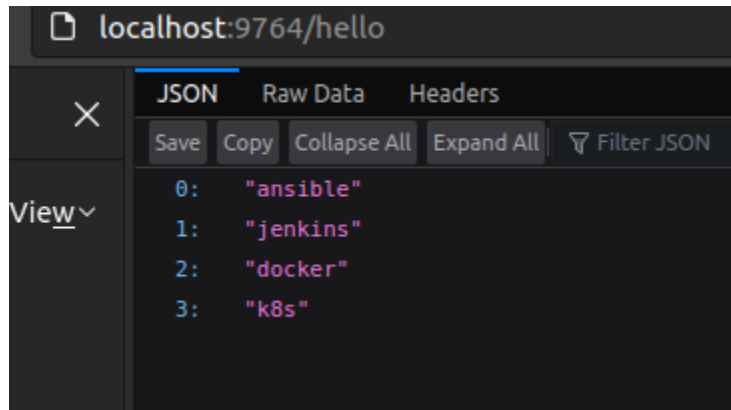 localhost:9764/hello
JSON Raw Data Headers
Save Copy Collapse All Expand All Filter JSON
View
0: "ansible"
1: "jenkins"
2: "docker"
3: "k8s"